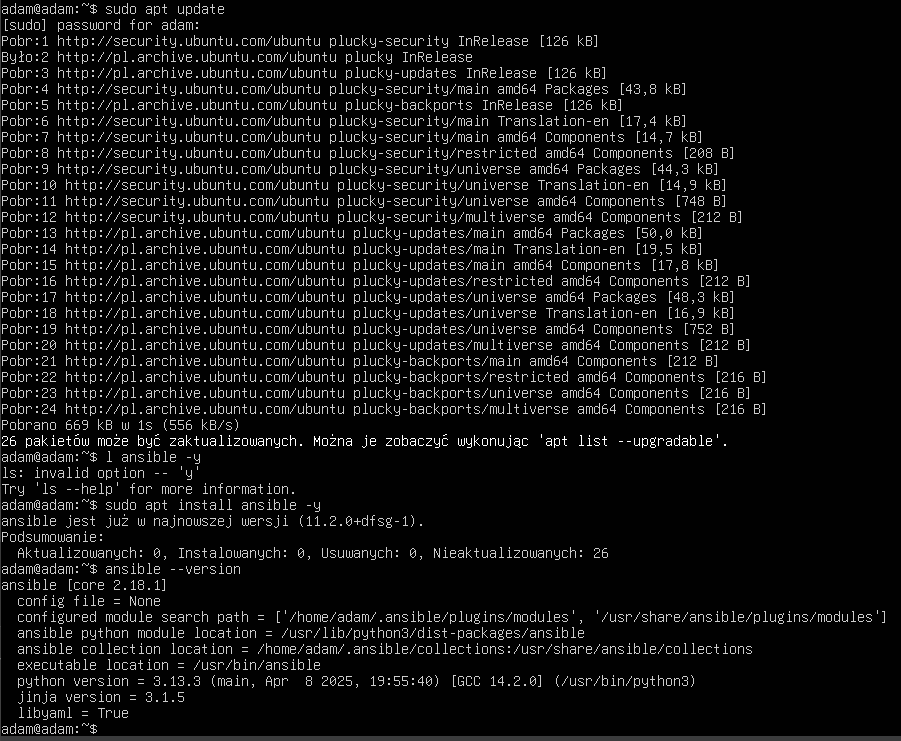 adam@adam:~$ sudo apt update
[sudo] password for adam:
Pobr:1 http://security.ubuntu.com/ubuntu plucky-security InRelease [126 kB]
Było:2 http://pl.archive.ubuntu.com/ubuntu plucky InRelease
Pobr:3 http://pl.archive.ubuntu.com/ubuntu plucky-updates InRelease [126 kB]
Pobr:4 http://security.ubuntu.com/ubuntu plucky-security/main amd64 Packages [43,8 kB]
Pobr:5 http://pl.archive.ubuntu.com/ubuntu plucky-backports InRelease [126 kB]
Pobr:6 http://security.ubuntu.com/ubuntu plucky-security/main Translation-en [17,4 kB]
Pobr:7 http://security.ubuntu.com/ubuntu plucky-security/main amd64 Components [14,7 kB]
Pobr:8 http://security.ubuntu.com/ubuntu plucky-security/restricted amd64 Components [208 B]
Pobr:9 http://security.ubuntu.com/ubuntu plucky-security/universe amd64 Packages [44,3 kB]
Pobr:10 http://security.ubuntu.com/ubuntu plucky-security/universe Translation-en [14,9 kB]
Pobr:11 http://security.ubuntu.com/ubuntu plucky-security/universe amd64 Components [748 B]
Pobr:12 http://security.ubuntu.com/ubuntu plucky-security/multiverse amd64 Components [212 B]
Pobr:13 http://pl.archive.ubuntu.com/ubuntu plucky-updates/main amd64 Packages [50,0 kB]
Pobr:14 http://pl.archive.ubuntu.com/ubuntu plucky-updates/main Translation-en [19,5 kB]
Pobr:15 http://pl.archive.ubuntu.com/ubuntu plucky-updates/main amd64 Components [17,8 kB]
Pobr:16 http://pl.archive.ubuntu.com/ubuntu plucky-updates/restricted amd64 Components [212 B]
Pobr:17 http://pl.archive.ubuntu.com/ubuntu plucky-updates/universe amd64 Packages [48,3 kB]
Pobr:18 http://pl.archive.ubuntu.com/ubuntu plucky-updates/universe Translation-en [16,9 kB]
Pobr:19 http://pl.archive.ubuntu.com/ubuntu plucky-updates/universe amd64 Components [752 B]
Pobr:20 http://pl.archive.ubuntu.com/ubuntu plucky-updates/multiverse amd64 Components [212 B]
Pobr:21 http://pl.archive.ubuntu.com/ubuntu plucky-backports/main amd64 Components [212 B]
Pobr:22 http://pl.archive.ubuntu.com/ubuntu plucky-backports/restricted amd64 Components [216 B]
Pobr:23 http://pl.archive.ubuntu.com/ubuntu plucky-backports/universe amd64 Components [216 B]
Pobr:24 http://pl.archive.ubuntu.com/ubuntu plucky-backports/multiverse amd64 Components [216 B]
Pobrano 669 kB w 1s (556 kB/s)
26 pakietów może być zaktualizowanych. Można je zobaczyć wykonując 'apt list --upgradable'.
adam@adam:~$ l ansible -y
ls: invalid option -- 'y'
Try 'ls --help' for more information.
adam@adam:~$ sudo apt install ansible -y
ansible jest już w najnowszej wersji (11.2.0+dfsg-1).
Podsumowanie:
  Aktualizowanych: 0, Instalowanych: 0, Usuwanych: 0, Nieaktualizowanych: 26
adam@adam:~$ ansible --version
ansible [core 2.18.1]
  config file = None
  configured module search path = ['/home/adam/.ansible/plugins/modules', '/usr/share/ansible/plugins/modules']
  ansible python module location = /usr/lib/python3/dist-packages/ansible
  ansible collection location = /home/adam/.ansible/collections:/usr/share/ansible/collections
  executable location = /usr/bin/ansible
  python version = 3.13.3 (main, Apr  8 2025, 19:55:40) [GCC 14.2.0] (/usr/bin/python3)
  jinja version = 3.1.5
  libyaml = True
adam@adam:~$